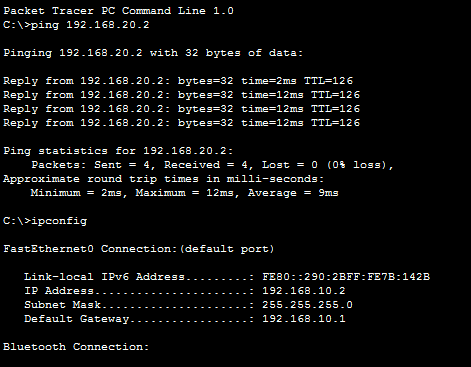 Packet Tracer PC Command Line 1.0
C:\>ping 192.168.20.2
Pinging 192.168.20.2 with 32 bytes of data:
Reply from 192.168.20.2: bytes=32 time=2ms TTL=126
Reply from 192.168.20.2: bytes=32 time=12ms TTL=126
Reply from 192.168.20.2: bytes=32 time=12ms TTL=126
Reply from 192.168.20.2: bytes=32 time=12ms TTL=126
Ping statistics for 192.168.20.2:
Packets: Sent = 4, Received = 4, Lost = 0 (0% loss),
Approximate round trip times in milli-seconds:
Minimum = 2ms, Maximum = 12ms, Average = 9ms
C:\>ipconfig
FastEthernet0 Connection:(default port)
Link-local IPv6 Address.........: FE80::290:2BFF:FE7B:142B
IP Address......................: 192.168.10.2
Subnet Mask.....................: 255.255.255.0
Default Gateway.................: 192.168.10.1
Bluetooth Connection: